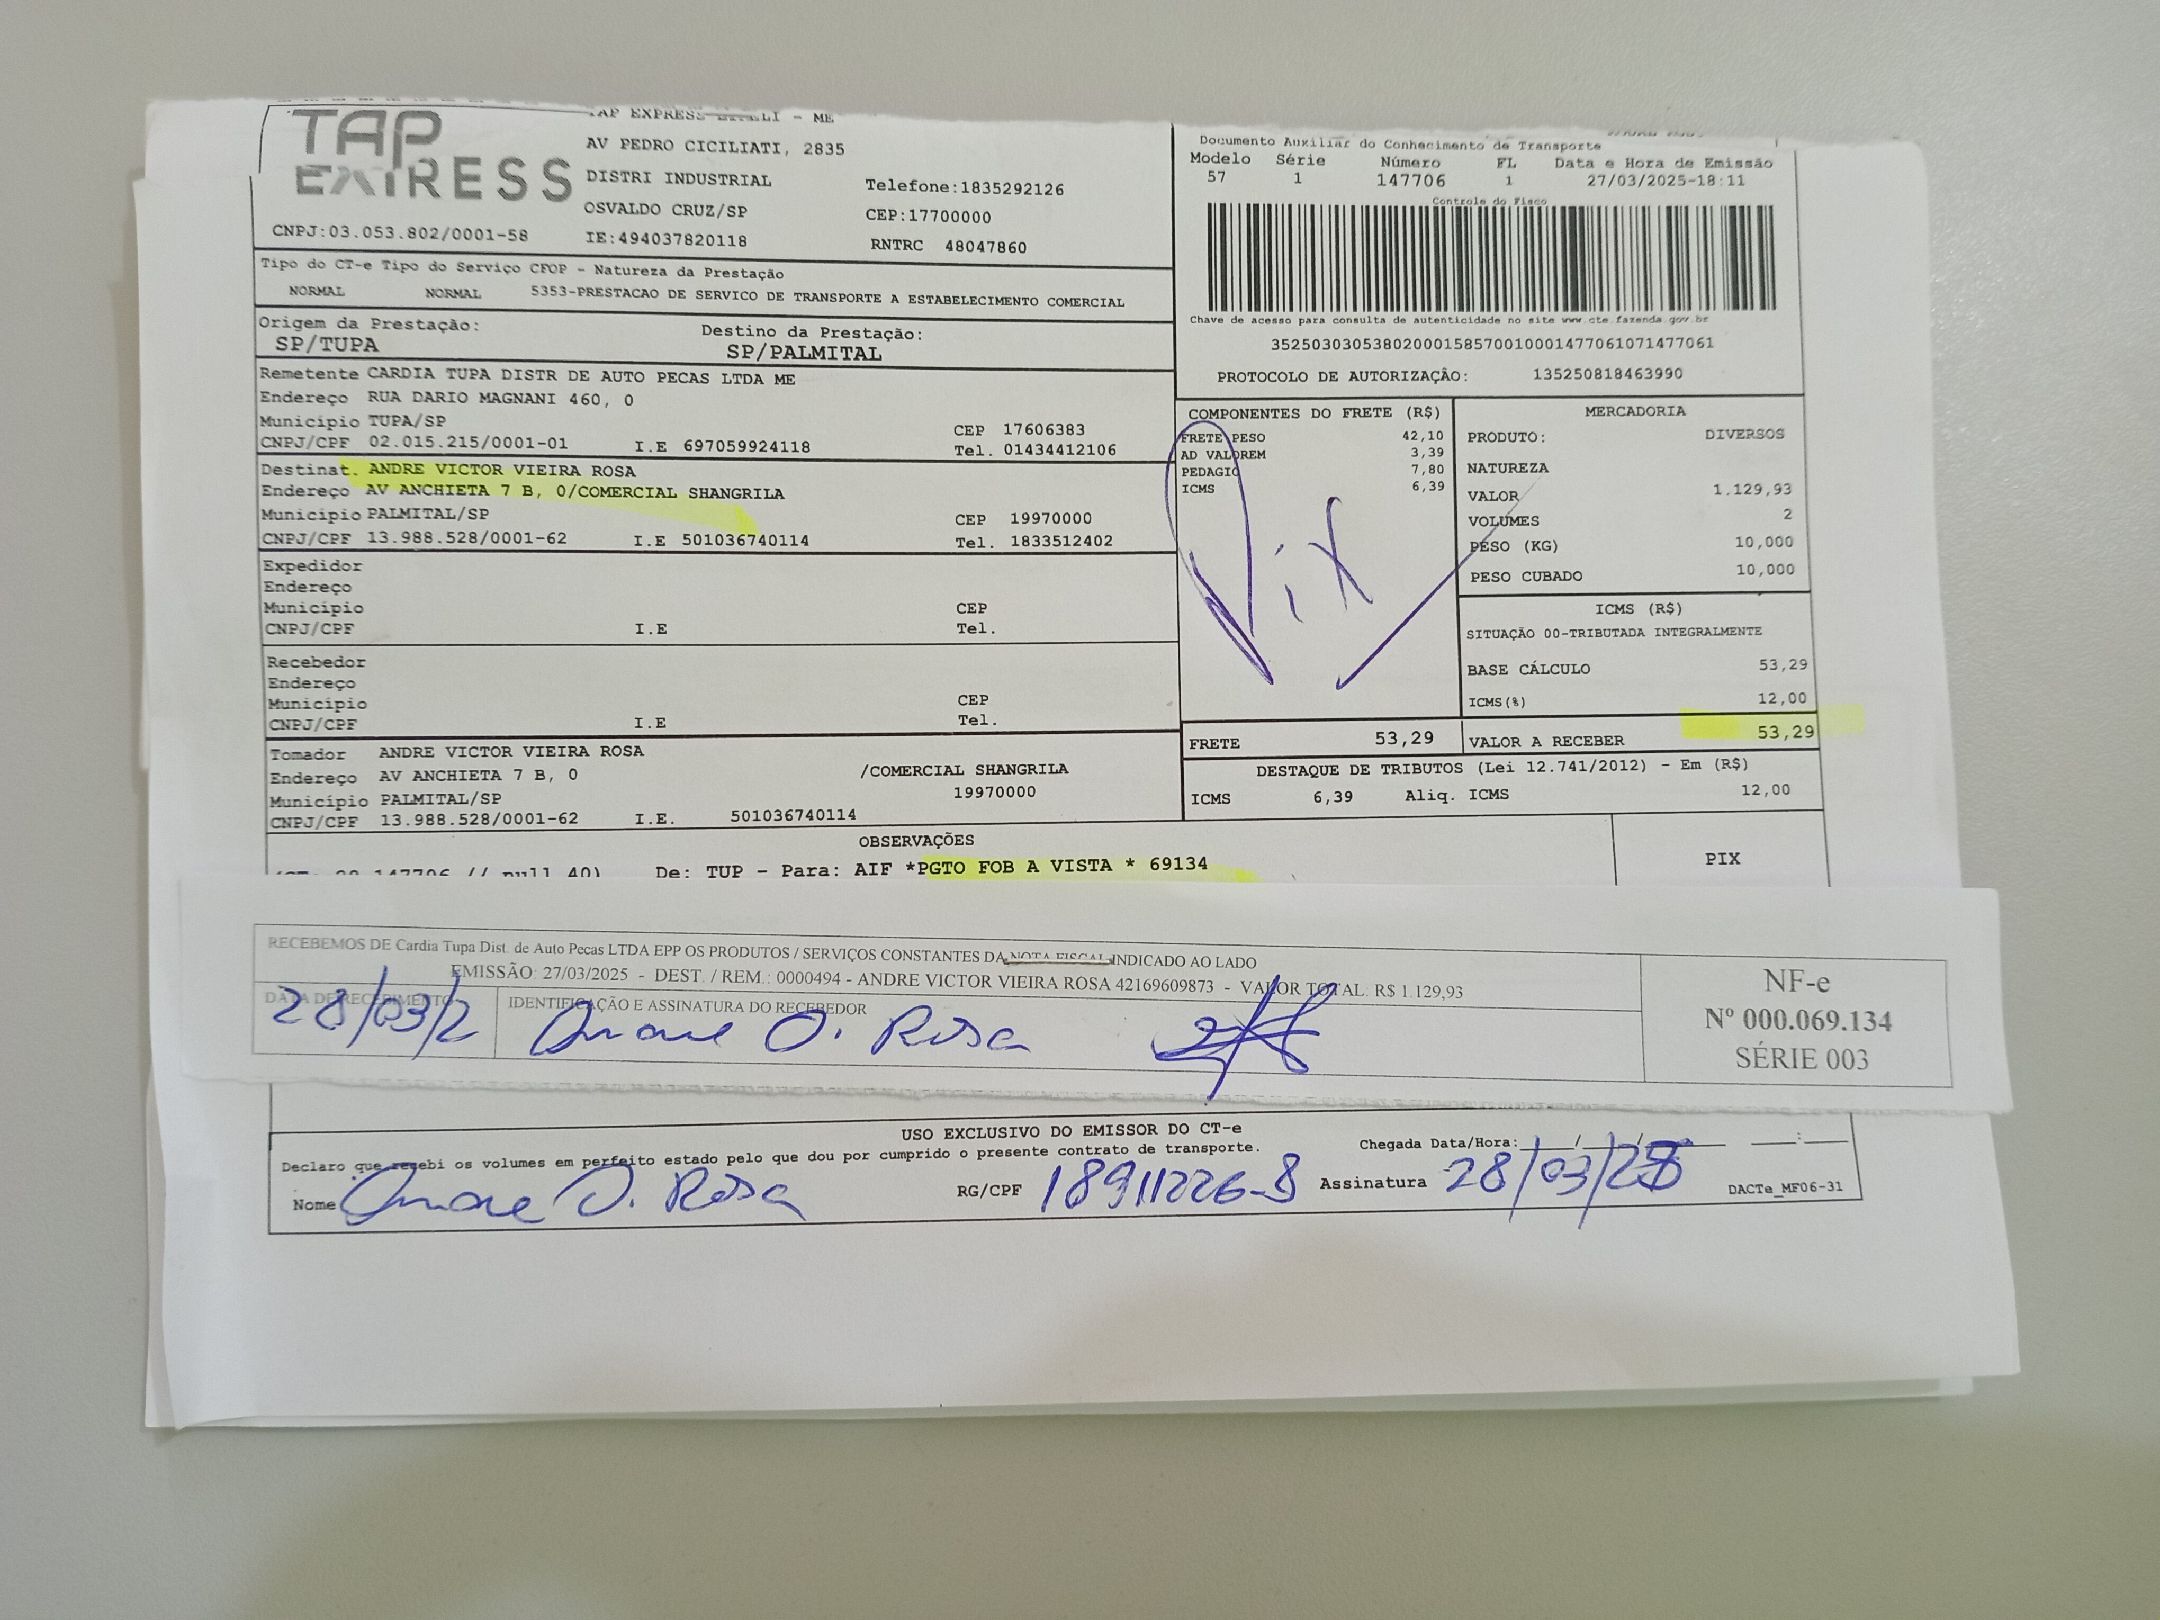 TAP EXPRESS
TAP EXPRESS EIRELI - ME
AV PEDRO CICILIATI, 2835
DISTRI INDUSTRIAL Telefone:1835292126
OSVALDO CRUZ/SP CEP:17700000
CNPJ:03.053.802/0001-58 IE:494037820118 RNTRC 48047860
Documento Auxiliar do Conhecimento de Transporte
Modelo Série Número FL Data e Hora de Emissão
57 1 147706 1 27/03/2025-18:11
Controle do Fisco
Chave de acesso para consulta de autenticidade no site www.cte.fazenda.gov.br
35250303053802000158570010001477061071477061
PROTOCOLO DE AUTORIZAÇÃO: 135250818463990
Tipo do CT-e Tipo do Serviço CFOP - Natureza da Prestação
NORMAL NORMAL 5353-PRESTACAO DE SERVICO DE TRANSPORTE A ESTABELECIMENTO COMERCIAL
Origem da Prestação: Destino da Prestação:
SP/TUPA SP/PALMITAL
Remetente CARDIA TUPA DISTR DE AUTO PECAS LTDA ME
Endereço RUA DARIO MAGNANI 460, 0
Município TUPA/SP CEP 17606383
CNPJ/CPF 02.015.215/0001-01 I.E 697059924118 Tel. 01434412106
Destinat. ANDRE VICTOR VIEIRA ROSA
Endereço AV ANCHIETA 7 B, 0/COMERCIAL SHANGRILA
Município PALMITAL/SP CEP 19970000
CNPJ/CPF 13.988.528/0001-62 I.E 501036740114 Tel. 1833512402
Expedidor
Endereço
Município CEP
CNPJ/CPF I.E Tel.
Recebedor
Endereço
Município CEP
CNPJ/CPF I.E Tel.
Tomador ANDRE VICTOR VIEIRA ROSA
Endereço AV ANCHIETA 7 B, 0 /COMERCIAL SHANGRILA
Município PALMITAL/SP 19970000
CNPJ/CPF 13.988.528/0001-62 I.E. 501036740114
COMPONENTES DO FRETE (R$)
FRETE PESO 42,10
AD VALOREM 3,39
PEDAGIO 7,80
ICMS 6,39
MERCADORIA
PRODUTO: DIVERSOS
NATUREZA
VALOR 1.129,93
VOLUMES 2
PESO (KG) 10,000
PESO CUBADO 10,000
ICMS (R$)
SITUAÇÃO 00-TRIBUTADA INTEGRALMENTE
BASE CÁLCULO 53,29
ICMS(%) 12,00
FRETE 53,29 VALOR A RECEBER 53,29
DESTAQUE DE TRIBUTOS (Lei 12.741/2012) - Em (R$)
ICMS 6,39 Aliq. ICMS 12,00
OBSERVAÇÕES
De: TUP - Para: AIF *PGTO FOB A VISTA * 69134
PIX
RECEBEMOS DE Cardia Tupa Dist. de Auto Pecas LTDA EPP OS PRODUTOS / SERVIÇOS CONSTANTES DA NOTA FISCAL INDICADO AO LADO
EMISSÃO: 27/03/2025 - DEST. / REM.: 0000494 - ANDRE VICTOR VIEIRA ROSA 42169609873 - VALOR TOTAL: R$ 1.129,93
DATA DE RECEBIMENTO IDENTIFICAÇÃO E ASSINATURA DO RECEBEDOR
28/03/2
NF-e
Nº 000.069.134
SÉRIE 003
USO EXCLUSIVO DO EMISSOR DO CT-e
Declaro que recebi os volumes em perfeito estado pelo que dou por cumprido o presente contrato de transporte.
Chegada Data/Hora: __/__/__ __:__
Nome RG/CPF 18911226-8 Assinatura 28/03/25
DACTe_MF06-31